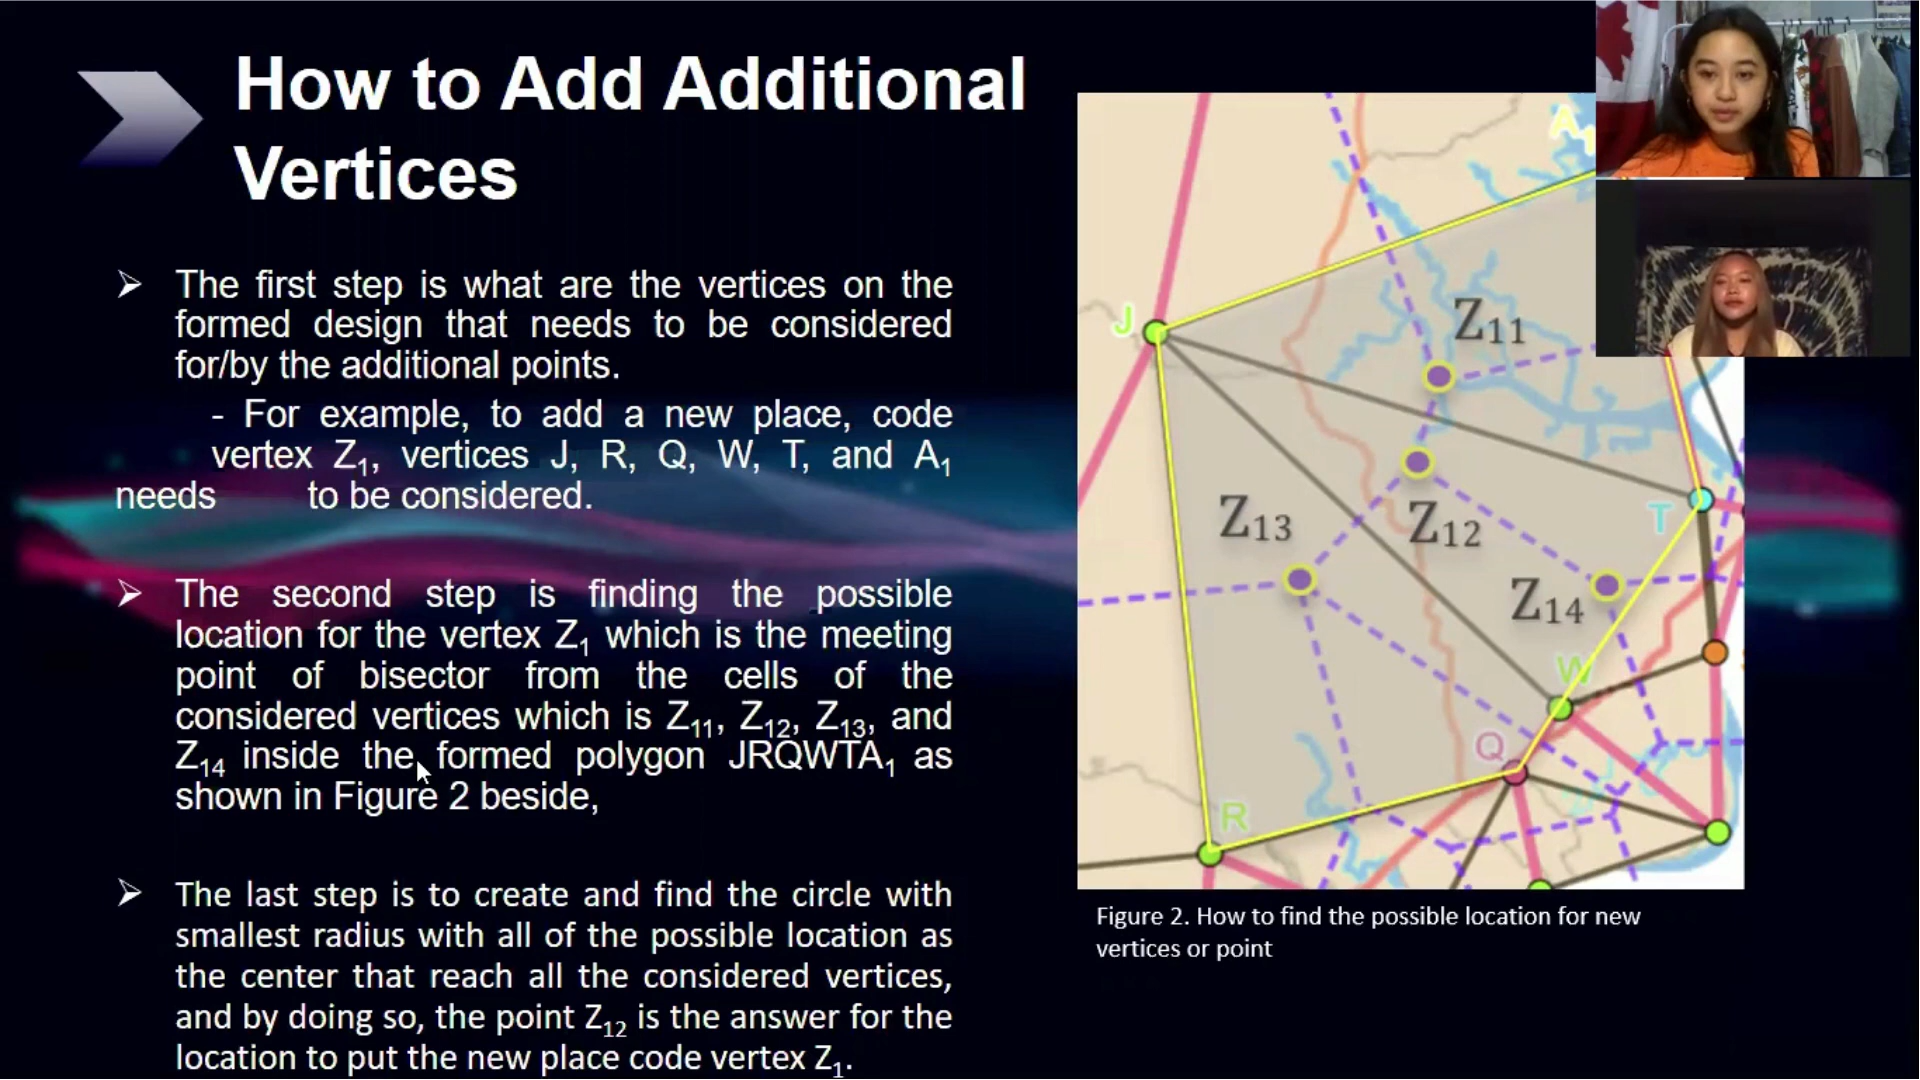 How to Add Additional
Vertices
➢ The first step is what are the vertices on the
formed design that needs to be considered
for/by the additional points.
- For example, to add a new place, code
vertex Z₁, vertices J, R, Q, W, T, and A₁
needs to be considered.
➢ The second step is finding the possible
location for the vertex Z₁ which is the meeting
point of bisector from the cells of the
considered vertices which is Z₁₁, Z₁₂, Z₁₃, and
Z₁₄ inside the formed polygon JRQWTA₁ as
shown in Figure 2 beside,
➢ The last step is to create and find the circle with
smallest radius with all of the possible location as
the center that reach all the considered vertices,
and by doing so, the point Z₁₂ is the answer for the
location to put the new place code vertex Z₁.
A₁
J
Z₁₁
Z₁₃
Z₁₂
T
Z₁₄
W
Q
R
Figure 2. How to find the possible location for new
vertices or point